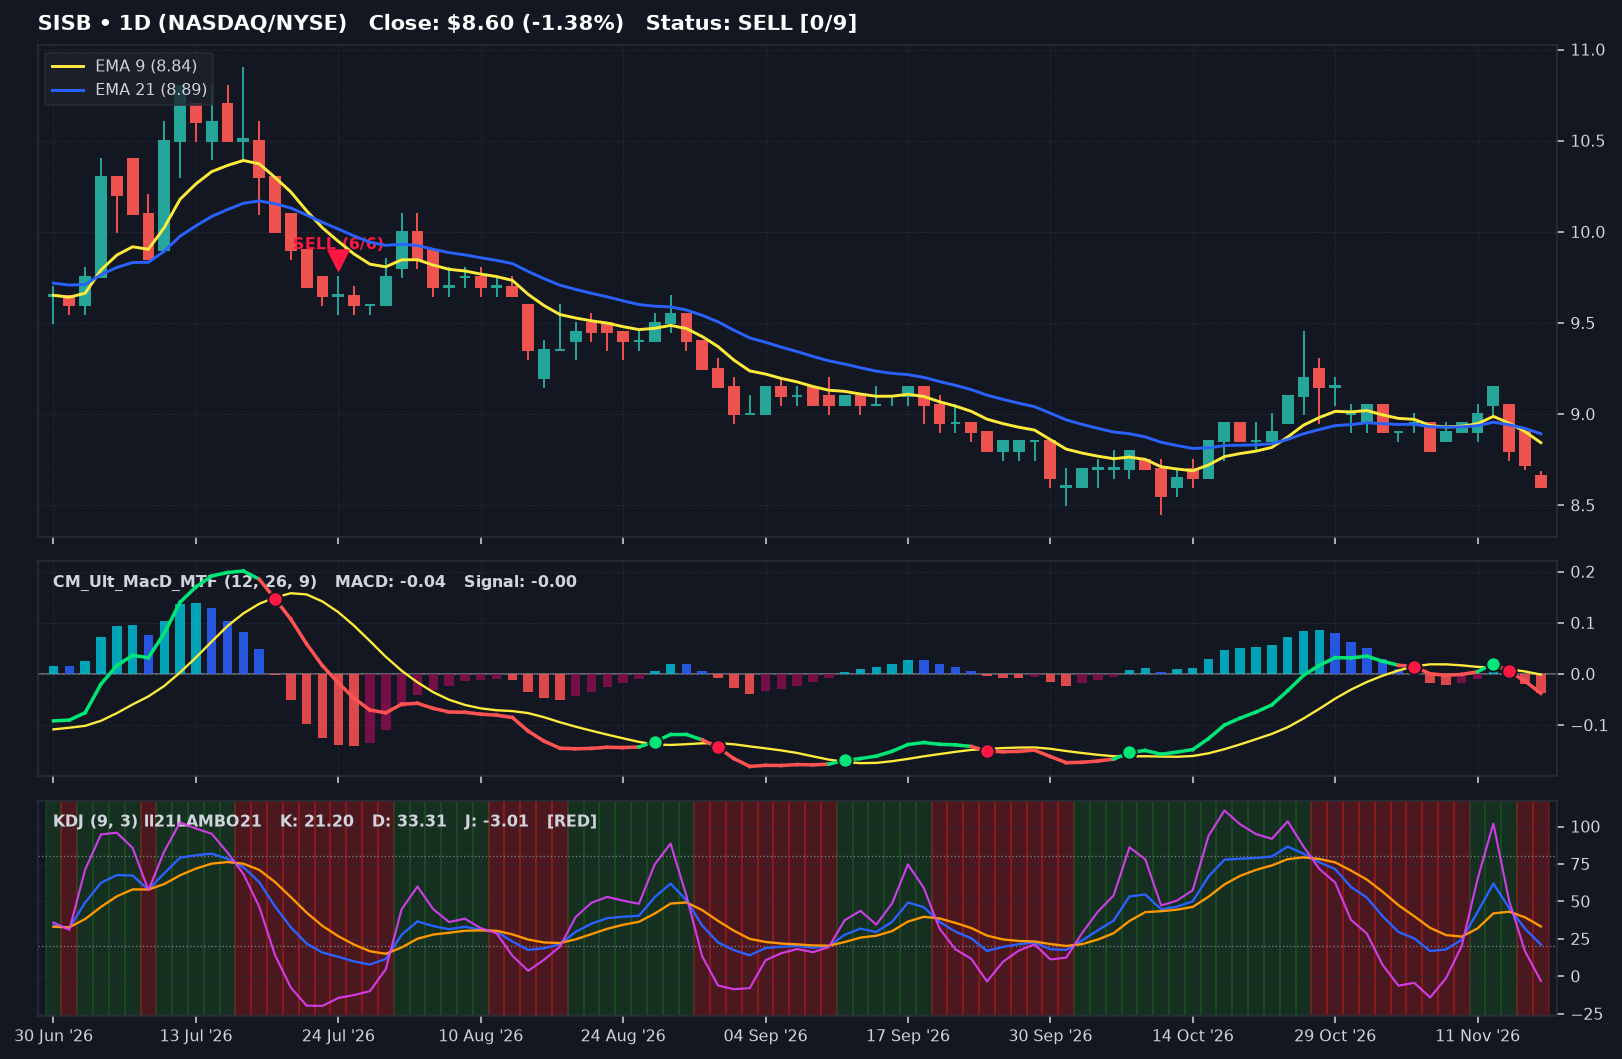 SISB • 1D (NASDAQ/NYSE)   Close: $8.60 (-1.38%)   Status: SELL [0/9]
EMA 9 (8.84)
EMA 21 (8.89)
SELL (6/6)
11.0
10.5
10.0
9.5
9.0
8.5
CM_Ult_MacD_MTF (12, 26, 9)   MACD: -0.04   Signal: -0.00
0.2
0.1
0.0
−0.1
KDJ (9, 3) II21LAMBO21   K: 21.20   D: 33.31   J: -3.01   [RED]
100
75
50
25
0
−25
30 Jun '26
13 Jul '26
24 Jul '26
10 Aug '26
24 Aug '26
04 Sep '26
17 Sep '26
30 Sep '26
14 Oct '26
29 Oct '26
11 Nov '26